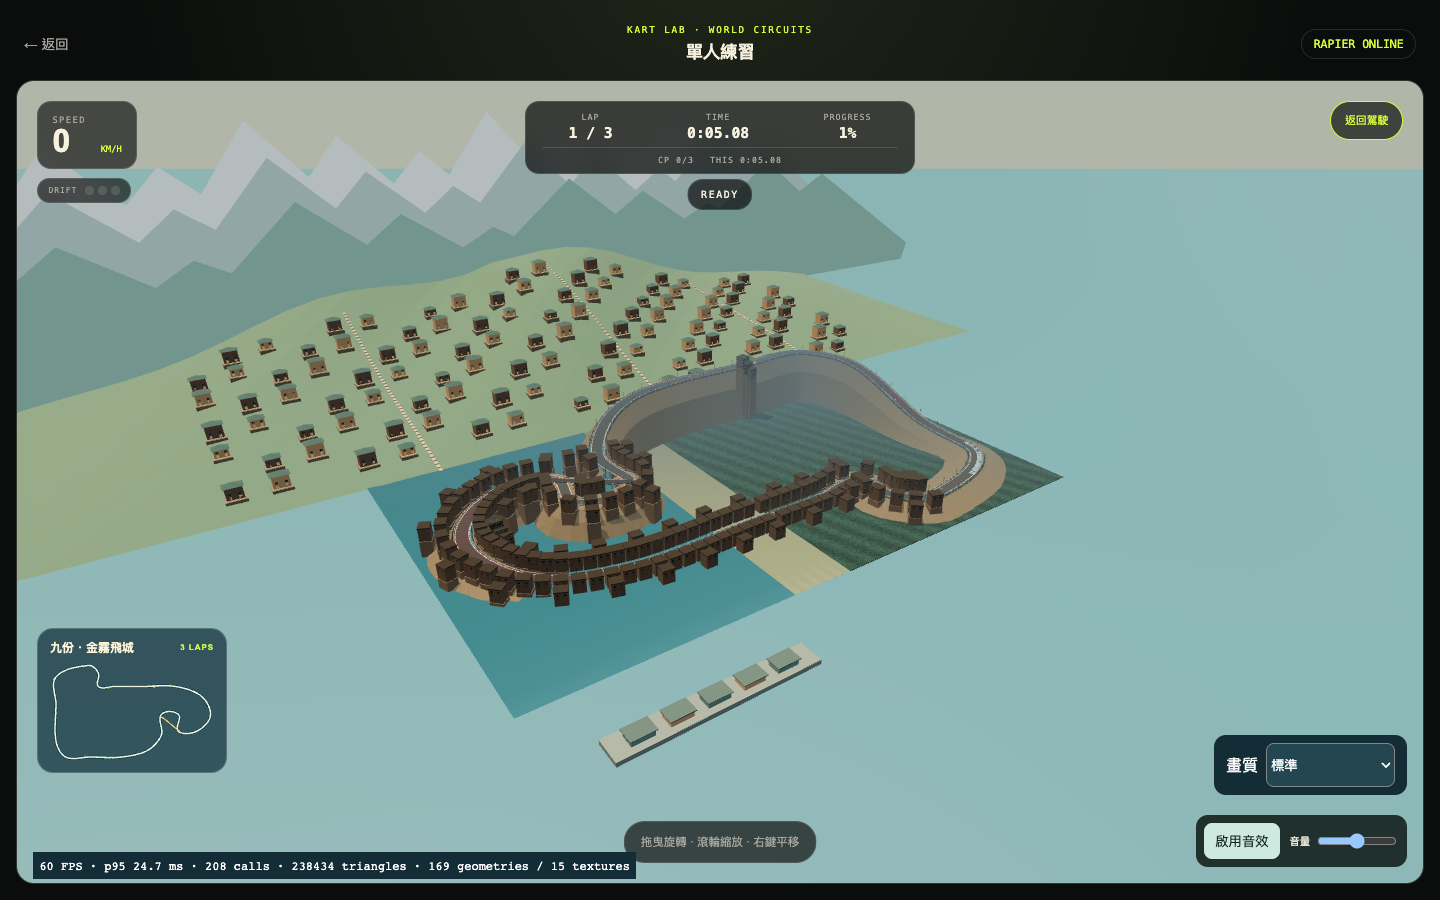 KART LAB · WORLD CIRCUITS
← 返回
單人練習
RAPIER ONLINE
SPEED
0 KM/H
DRIFT
LAP TIME PROGRESS
1 / 3 0:05.08 1%
CP 0/3 THIS 0:05.08
READY
返回駕駛
九份 · 金霧飛城 3 LAPS
畫質 標準
拖曳旋轉 · 滾輪縮放 · 右鍵平移
啟用音效 音量
60 FPS · p95 24.7 ms · 208 calls · 238434 triangles · 169 geometries / 15 textures